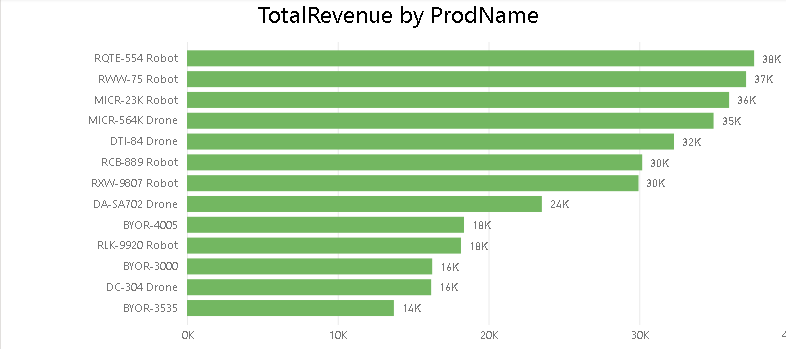 TotalRevenue by ProdName
RQTE-554 Robot 38K
RWW-75 Robot 37K
MICR-23K Robot 36K
MICR-564K Drone 35K
DTI-84 Drone 32K
RCB-889 Robot 30K
RXW-9807 Robot 30K
DA-SA702 Drone 24K
BYOR-4005 18K
RLK-9920 Robot 18K
BYOR-3000 16K
DC-304 Drone 16K
BYOR-3535 14K
0K 10K 20K 30K